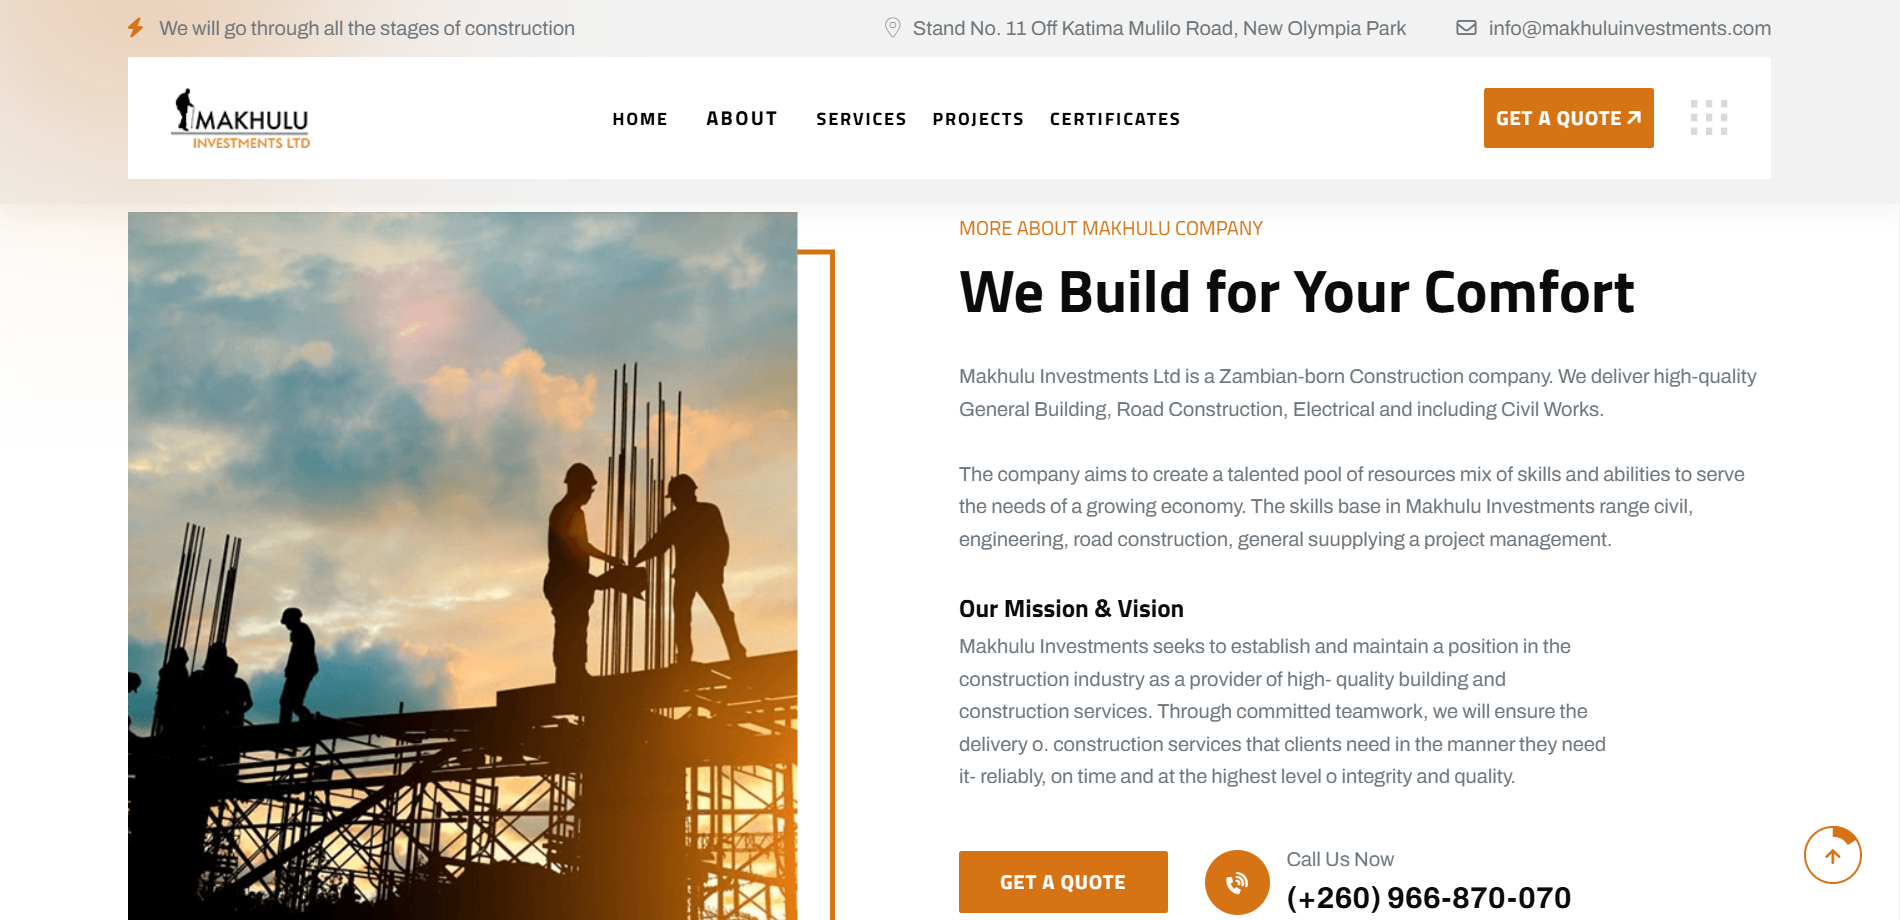 We will go through all the stages of construction
Stand No. 11 Off Katima Mulilo Road, New Olympia Park
info@makhuluinvestments.com
MAKHULU
INVESTMENTS LTD
HOME
ABOUT
SERVICES
PROJECTS
CERTIFICATES
GET A QUOTE
MORE ABOUT MAKHULU COMPANY
We Build for Your Comfort
Makhulu Investments Ltd is a Zambian-born Construction company. We deliver high-quality
General Building, Road Construction, Electrical and including Civil Works.
The company aims to create a talented pool of resources mix of skills and abilities to serve
the needs of a growing economy. The skills base in Makhulu Investments range civil,
engineering, road construction, general suupplying a project management.
Our Mission & Vision
Makhulu Investments seeks to establish and maintain a position in the
construction industry as a provider of high- quality building and
construction services. Through committed teamwork, we will ensure the
delivery o. construction services that clients need in the manner they need
it- reliably, on time and at the highest level o integrity and quality.
GET A QUOTE
Call Us Now
(+260) 966-870-070